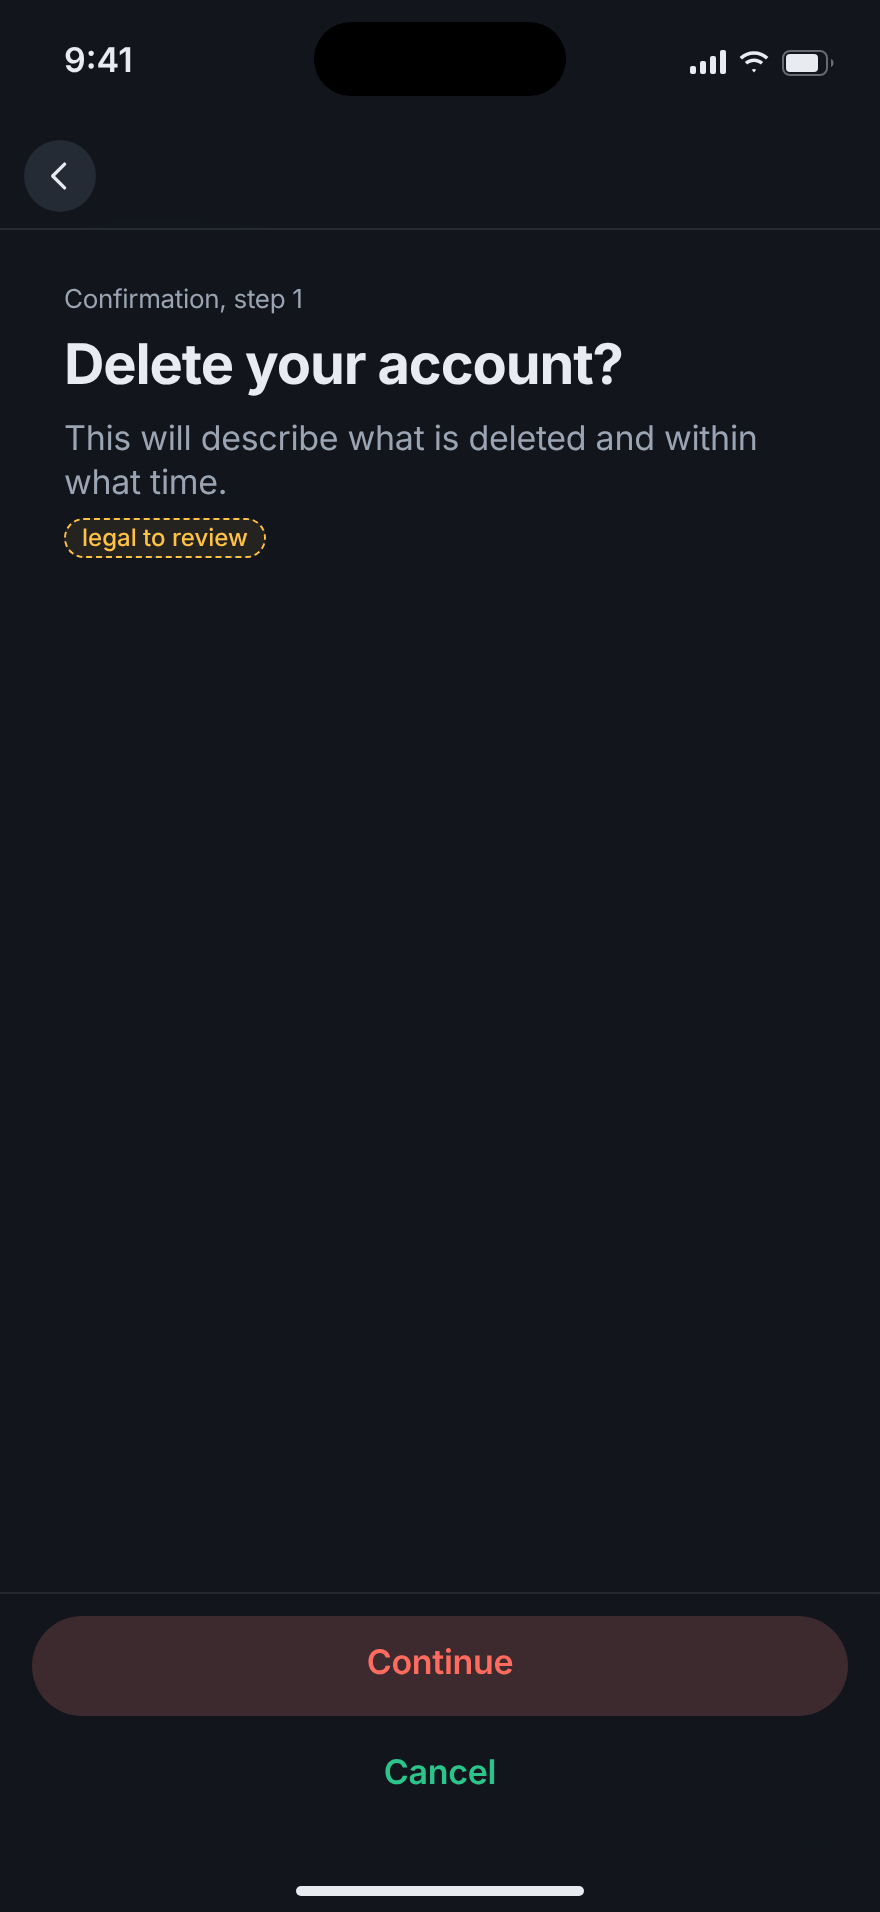 9:41
Confirmation, step 1
Delete your account?
This will describe what is deleted and within
what time.
legal to review
Continue
Cancel